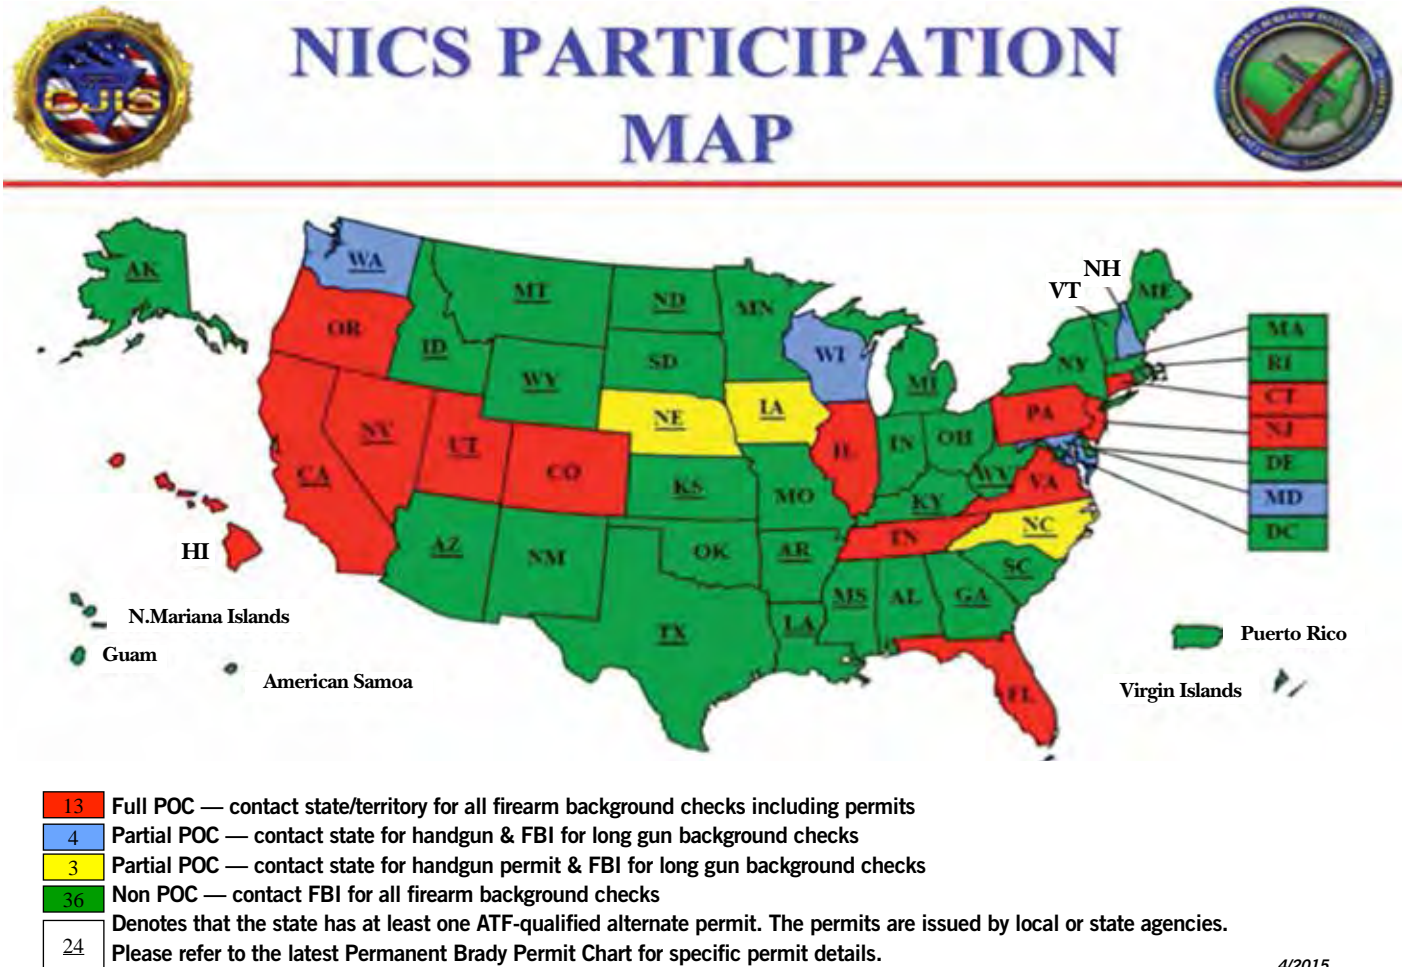 NICS PARTICIPATION
MAP
CJIS
AK
WA
OR
CA
NV
ID
MT
WY
UT
CO
AZ
NM
ND
SD
NE
KS
OK
TX
MN
IA
MO
AR
LA
WI
IL
MI
IN
OH
KY
TN
MS
AL
GA
FL
SC
NC
VA
WV
PA
NY
VT
NH
ME
MA
RI
CT
NJ
DE
MD
DC
HI
N.Mariana Islands
Guam
American Samoa
Puerto Rico
Virgin Islands
13 Full POC — contact state/territory for all firearm background checks including permits
4 Partial POC — contact state for handgun & FBI for long gun background checks
3 Partial POC — contact state for handgun permit & FBI for long gun background checks
36 Non POC — contact FBI for all firearm background checks
24 Denotes that the state has at least one ATF-qualified alternate permit. The permits are issued by local or state agencies.
Please refer to the latest Permanent Brady Permit Chart for specific permit details.
4/2015